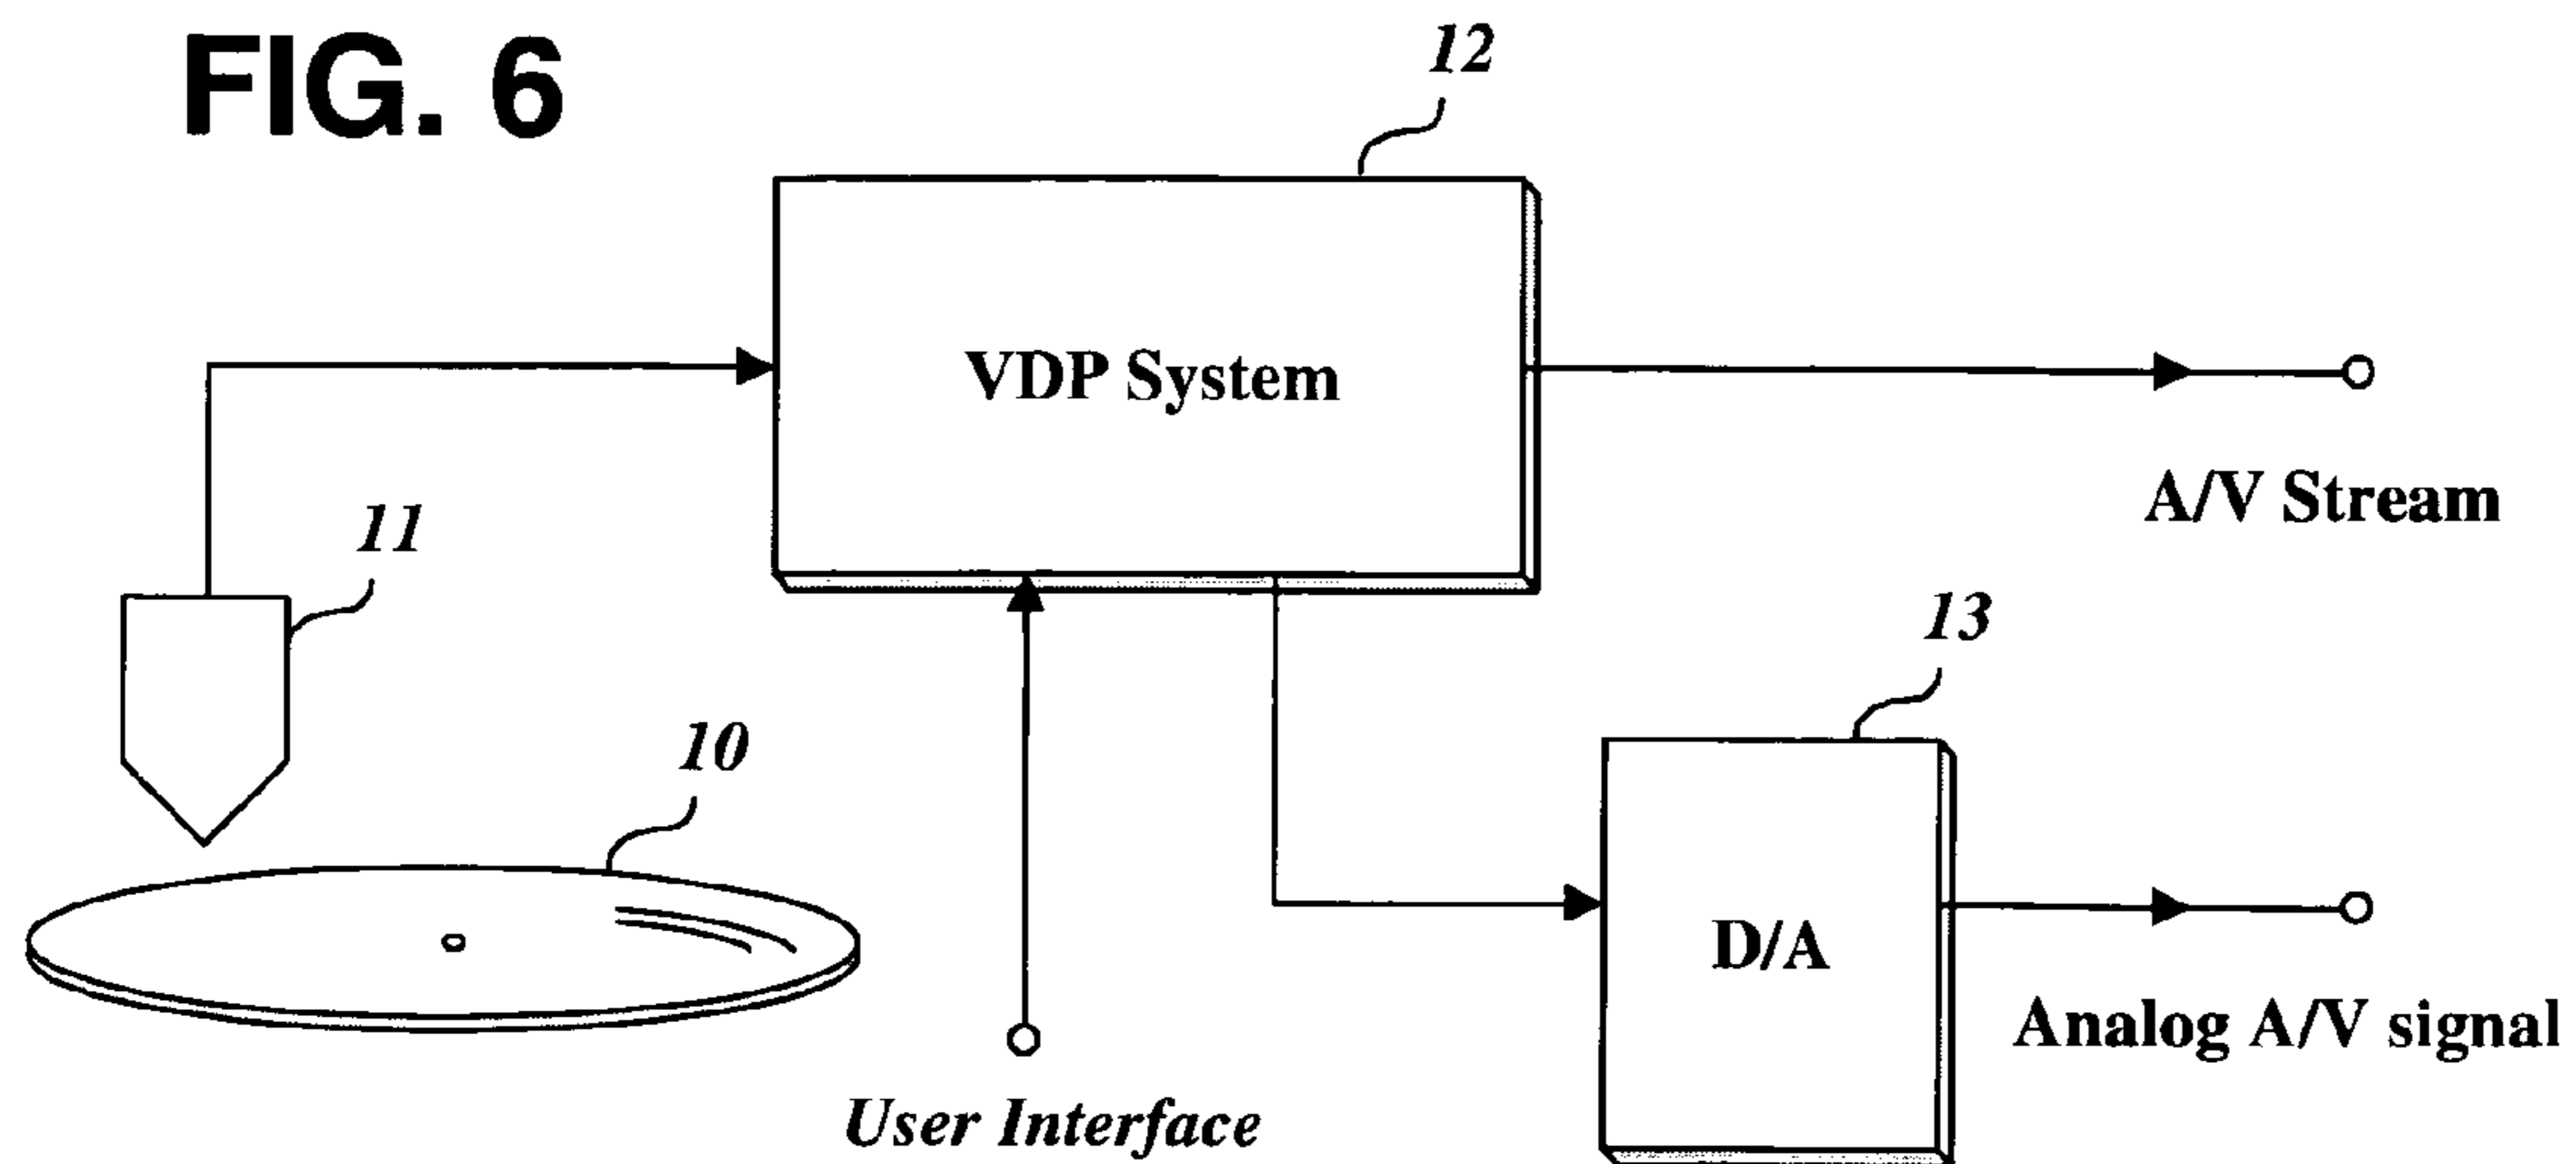 FIG. 6
12
VDP System
A/V Stream
11
13
10
D/A
Analog A/V signal
User Interface